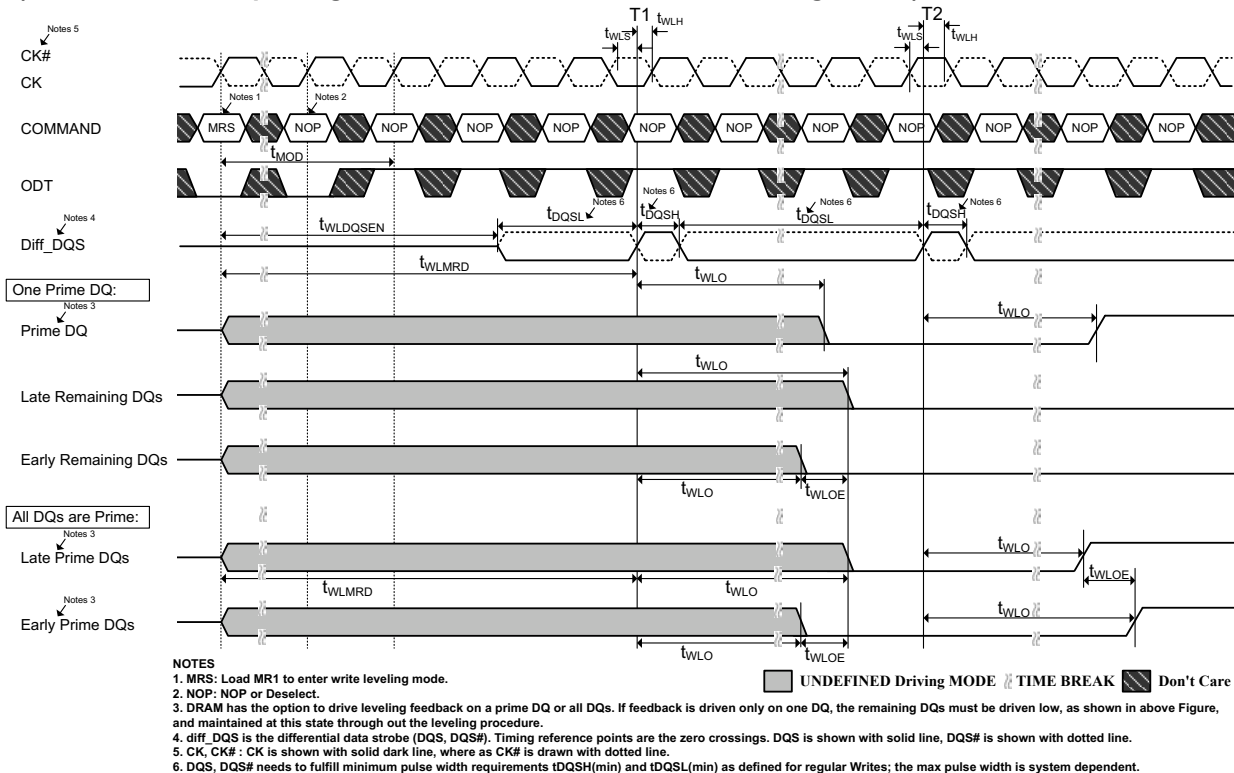 T1
T2
tWLS
tWLH
tWLS
tWLH
Notes 5
CK#
CK
Notes 1
Notes 2
COMMAND
MRS NOP NOP NOP NOP NOP NOP NOP NOP NOP NOP NOP
tMOD
ODT
Notes 4
Diff_DQS
tWLDQSEN
tDQSL Notes 6
tDQSH Notes 6
tDQSL Notes 6
tDQSH Notes 6
tWLMRD
tWLO
One Prime DQ:
Notes 3
Prime DQ
tWLO
tWLO
Late Remaining DQs
Early Remaining DQs
tWLO
tWLOE
All DQs are Prime:
Notes 3
Late Prime DQs
tWLO
tWLMRD
tWLO
tWLOE
Notes 3
Early Prime DQs
tWLO
tWLO
tWLOE
NOTES
1. MRS: Load MR1 to enter write leveling mode.
2. NOP: NOP or Deselect.
3. DRAM has the option to drive leveling feedback on a prime DQ or all DQs. If feedback is driven only on one DQ, the remaining DQs must be driven low, as shown in above Figure,
and maintained at this state through out the leveling procedure.
4. diff_DQS is the differential data strobe (DQS, DQS#). Timing reference points are the zero crossings. DQS is shown with solid line, DQS# is shown with dotted line.
5. CK, CK# : CK is shown with solid dark line, where as CK# is drawn with dotted line.
6. DQS, DQS# needs to fulfill minimum pulse width requirements tDQSH(min) and tDQSL(min) as defined for regular Writes; the max pulse width is system dependent.
UNDEFINED Driving MODE TIME BREAK Don't Care